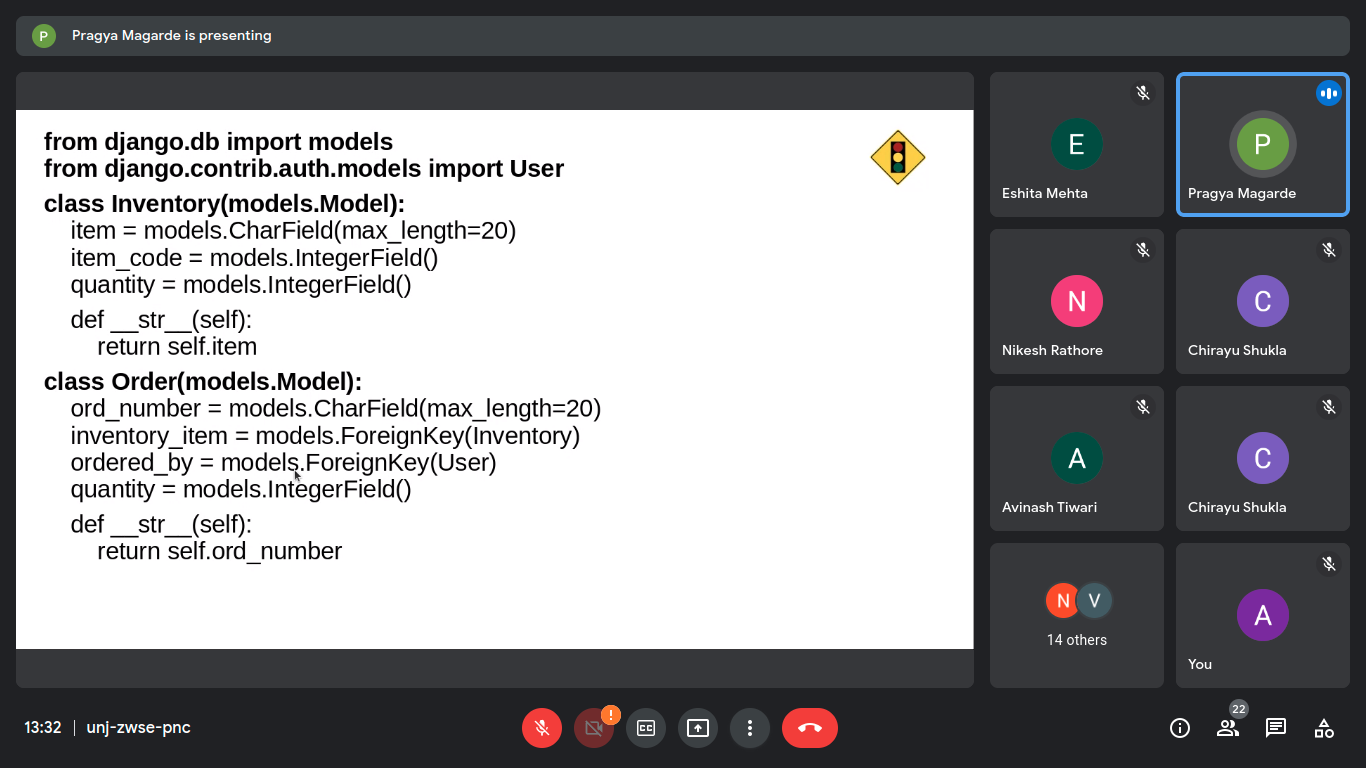 P Pragya Magarde is presenting
from django.db import models
from django.contrib.auth.models import User
class Inventory(models.Model):
item = models.CharField(max_length=20)
item_code = models.IntegerField()
quantity = models.IntegerField()
def __str__(self):
return self.item
class Order(models.Model):
ord_number = models.CharField(max_length=20)
inventory_item = models.ForeignKey(Inventory)
ordered_by = models.ForeignKey(User)
quantity = models.IntegerField()
def __str__(self):
return self.ord_number
E
Eshita Mehta
P
Pragya Magarde
N
Nikesh Rathore
C
Chirayu Shukla
A
Avinash Tiwari
C
Chirayu Shukla
N V
14 others
A
You
13:32 | unj-zwse-pnc
!
CC
22